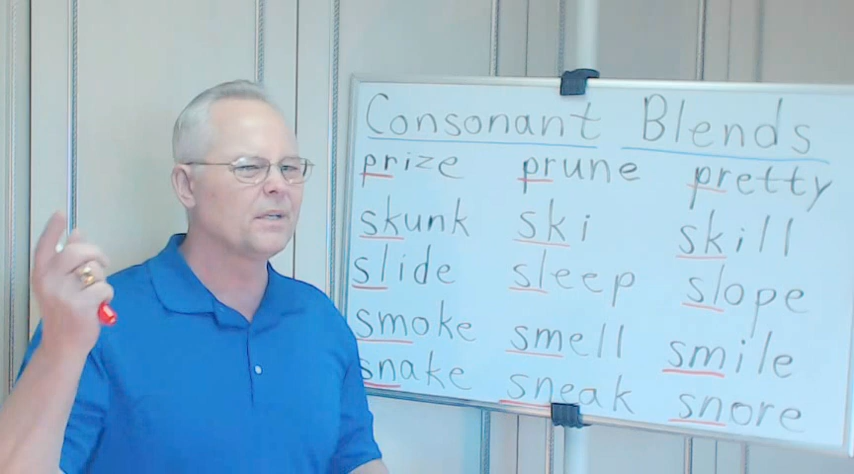 Consonant Blends
prize prune pretty
skunk ski skill
slide sleep slope
smoke smell smile
snake sneak snore